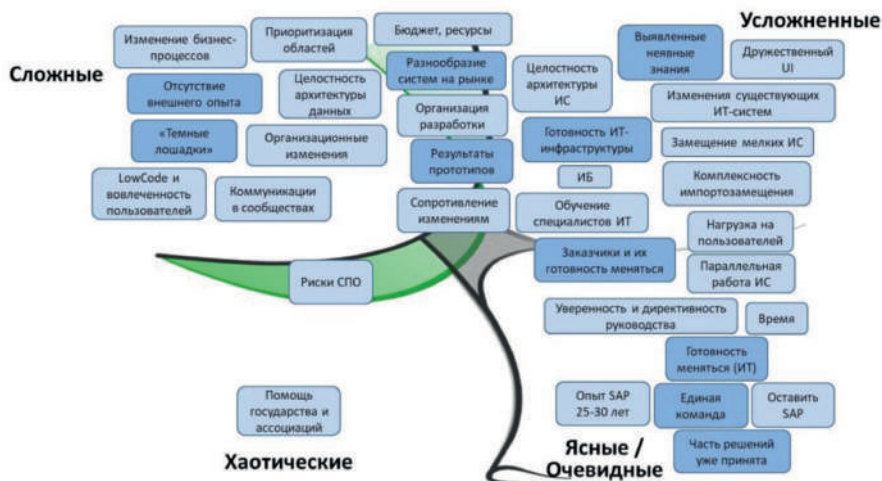 Сложные
Изменение бизнес-
процессов
Приоритизация
областей
Бюджет, ресурсы
Отсутствие
внешнего опыта
Целостность
архитектуры
данных
Разнообразие
систем на рынке
Организация
разработки
«Темные
лошадки»
Организационные
изменения
Результаты
прототипов
LowCode и
вовлеченность
пользователей
Коммуникации
в сообществах
Сопротивление
изменениям
Риски СПО
Усложненные
Выявленные
неявные
знания
Дружественный
UI
Целостность
архитектуры
ИС
Изменения существующих
ИТ-систем
Готовность ИТ-
инфраструктуры
Замещение мелких ИС
ИБ
Комплексность
импортозамещения
Обучение
специалистов ИТ
Нагрузка на
пользователей
Заказчики и их
готовность меняться
Параллельная
работа ИС
Уверенность и директивность
руководства
Время
Готовность
меняться (ИТ)
Опыт SAP
25-30 лет
Единая
команда
Оставить
SAP
Часть решений
уже принята
Ясные /
Очевидные
Помощь
государства и
ассоциаций
Хаотические